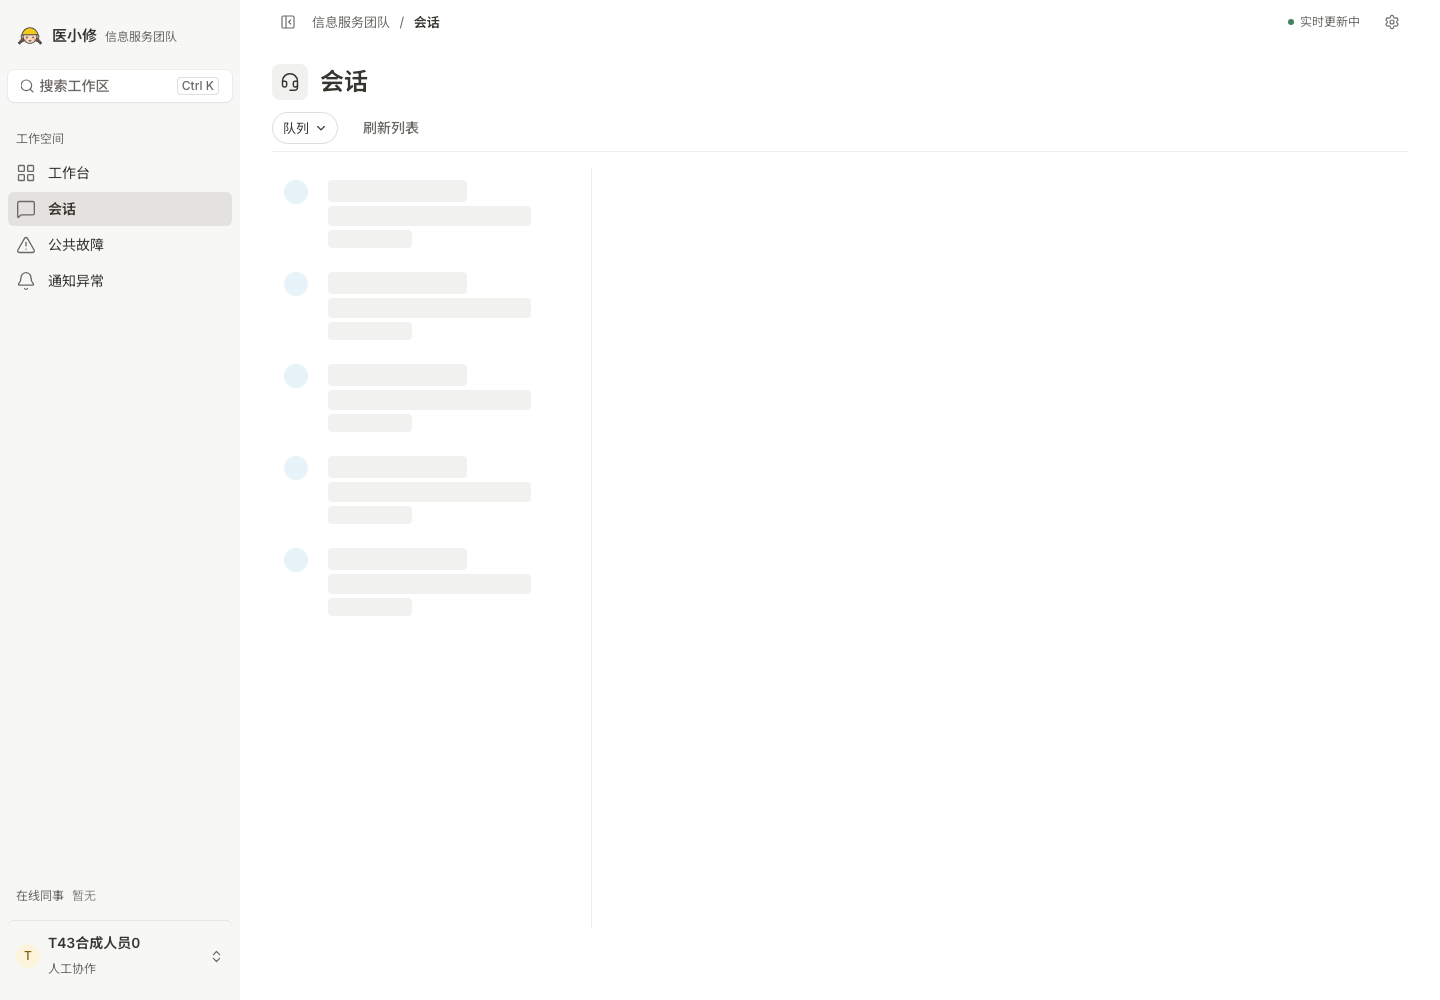 医小修 信息服务团队
搜索工作区 Ctrl K
工作空间
工作台
会话
公共故障
通知异常
在线同事 暂无
T
T43合成人员0
人工协作
信息服务团队 / 会话
实时更新中
会话
队列
刷新列表